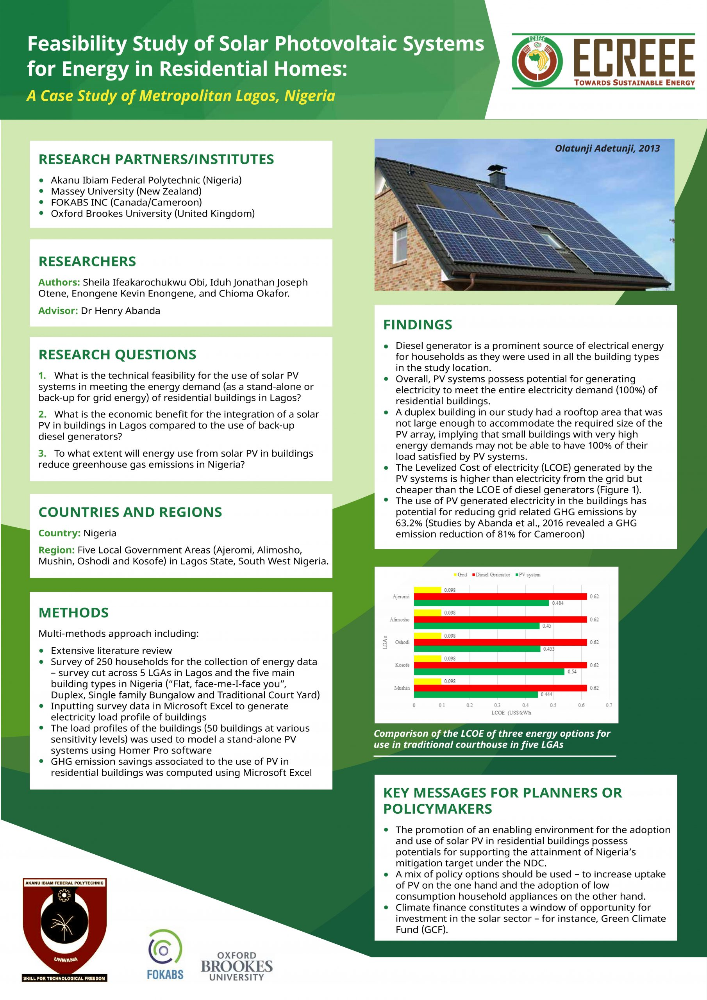 Feasibility Study of Solar Photovoltaic Systems
for Energy in Residential Homes:
A Case Study of Metropolitan Lagos, Nigeria
ECREEE
ECREEE
TOWARDS SUSTAINABLE ENERGY
RESEARCH PARTNERS/INSTITUTES
• Akanu Ibiam Federal Polytechnic (Nigeria)
• Massey University (New Zealand)
• FOKABS INC (Canada/Cameroon)
• Oxford Brookes University (United Kingdom)
RESEARCHERS
Authors: Sheila Ifeakarochukwu Obi, Iduh Jonathan Joseph
Otene, Enongene Kevin Enongene, and Chioma Okafor.
Advisor: Dr Henry Abanda
RESEARCH QUESTIONS
1. What is the technical feasibility for the use of solar PV
systems in meeting the energy demand (as a stand-alone or
back-up for grid energy) of residential buildings in Lagos?
2. What is the economic benefit for the integration of a solar
PV in buildings in Lagos compared to the use of back-up
diesel generators?
3. To what extent will energy use from solar PV in buildings
reduce greenhouse gas emissions in Nigeria?
COUNTRIES AND REGIONS
Country: Nigeria
Region: Five Local Government Areas (Ajeromi, Alimosho,
Mushin, Oshodi and Kosofe) in Lagos State, South West Nigeria.
METHODS
Multi-methods approach including:
• Extensive literature review
• Survey of 250 households for the collection of energy data
– survey cut across 5 LGAs in Lagos and the five main
building types in Nigeria (“Flat, face-me-I-face you”,
Duplex, Single family Bungalow and Traditional Court Yard)
• Inputting survey data in Microsoft Excel to generate
electricity load profile of buildings
• The load profiles of the buildings (50 buildings at various
sensitivity levels) was used to model a stand-alone PV
systems using Homer Pro software
• GHG emission savings associated to the use of PV in
residential buildings was computed using Microsoft Excel
Olatunji Adetunji, 2013
FINDINGS
• Diesel generator is a prominent source of electrical energy
for households as they were used in all the building types
in the study location.
• Overall, PV systems possess potential for generating
electricity to meet the entire electricity demand (100%) of
residential buildings.
• A duplex building in our study had a rooftop area that was
not large enough to accommodate the required size of the
PV array, implying that small buildings with very high
energy demands may not be able to have 100% of their
load satisfied by PV systems.
• The Levelized Cost of electricity (LCOE) generated by the
PV systems is higher than electricity from the grid but
cheaper than the LCOE of diesel generators (Figure 1).
• The use of PV generated electricity in the buildings has
potential for reducing grid related GHG emissions by
63.2% (Studies by Abanda et al., 2016 revealed a GHG
emission reduction of 81% for Cameroon)
Grid Diesel Generator PV system
LGAs
Ajeromi 0.098 0.62 0.484
Alimosho 0.098 0.62 0.45
Oshodi 0.098 0.62 0.453
Kosofe 0.098 0.62 0.54
Mushin 0.098 0.62 0.444
0 0.1 0.2 0.3 0.4 0.5 0.6 0.7
LCOE (US$/kWh
Comparison of the LCOE of three energy options for
use in traditional courthouse in five LGAs
KEY MESSAGES FOR PLANNERS OR
POLICYMAKERS
• The promotion of an enabling environment for the adoption
and use of solar PV in residential buildings possess
potentials for supporting the attainment of Nigeria’s
mitigation target under the NDC.
• A mix of policy options should be used – to increase uptake
of PV on the one hand and the adoption of low
consumption household appliances on the other hand.
• Climate finance constitutes a window of opportunity for
investment in the solar sector – for instance, Green Climate
Fund (GCF).
AKANU IBIAM FEDERAL POLYTECHNIC
UNWANA
SKILL FOR TECHNOLOGICAL FREEDOM
FOKABS
OXFORD
BROOKES
UNIVERSITY